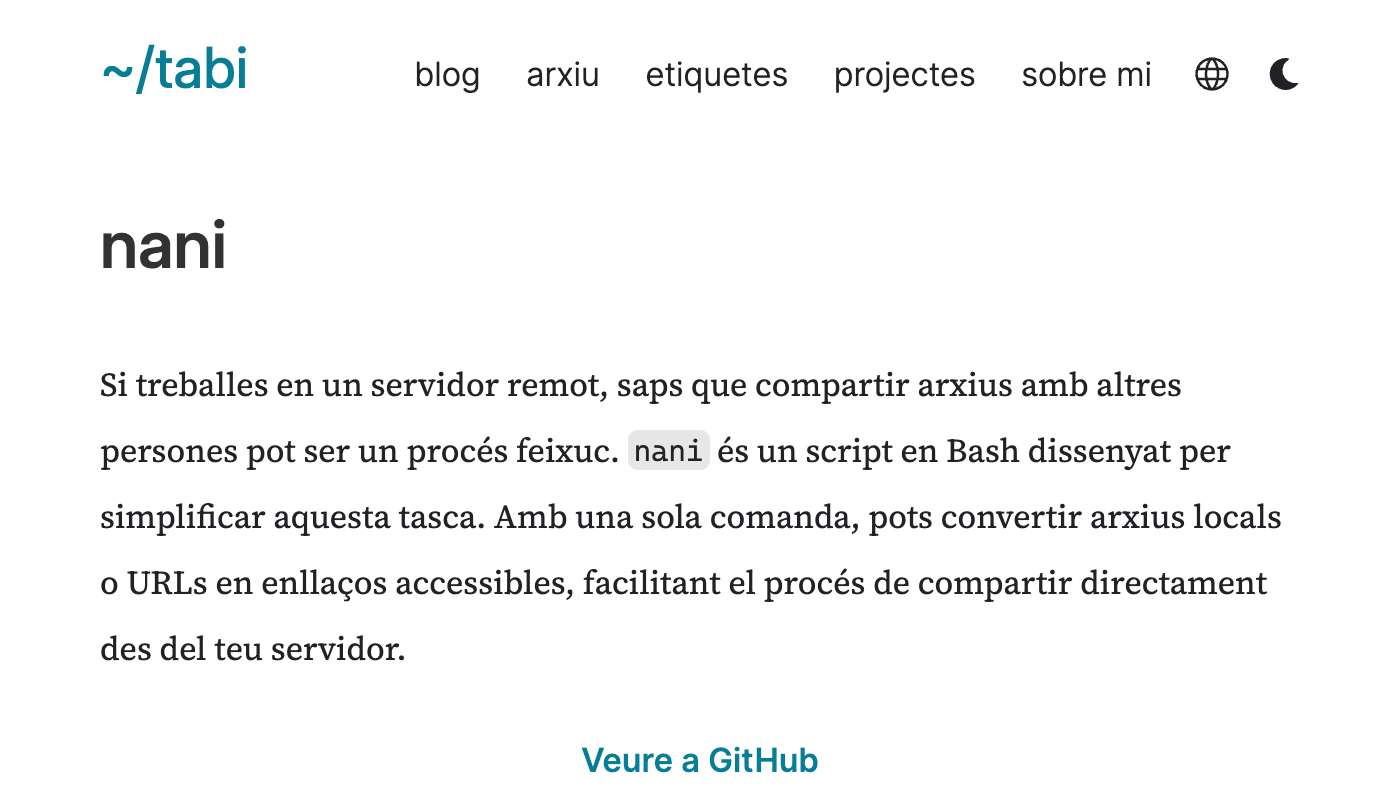 ~/tabi
blog arxiu etiquetes projectes sobre mi
nani
Si treballes en un servidor remot, saps que compartir arxius amb altres
persones pot ser un procés feixuc. nani és un script en Bash dissenyat per
simplificar aquesta tasca. Amb una sola comanda, pots convertir arxius locals
o URLs en enllaços accessibles, facilitant el procés de compartir directament
des del teu servidor.
Veure a GitHub